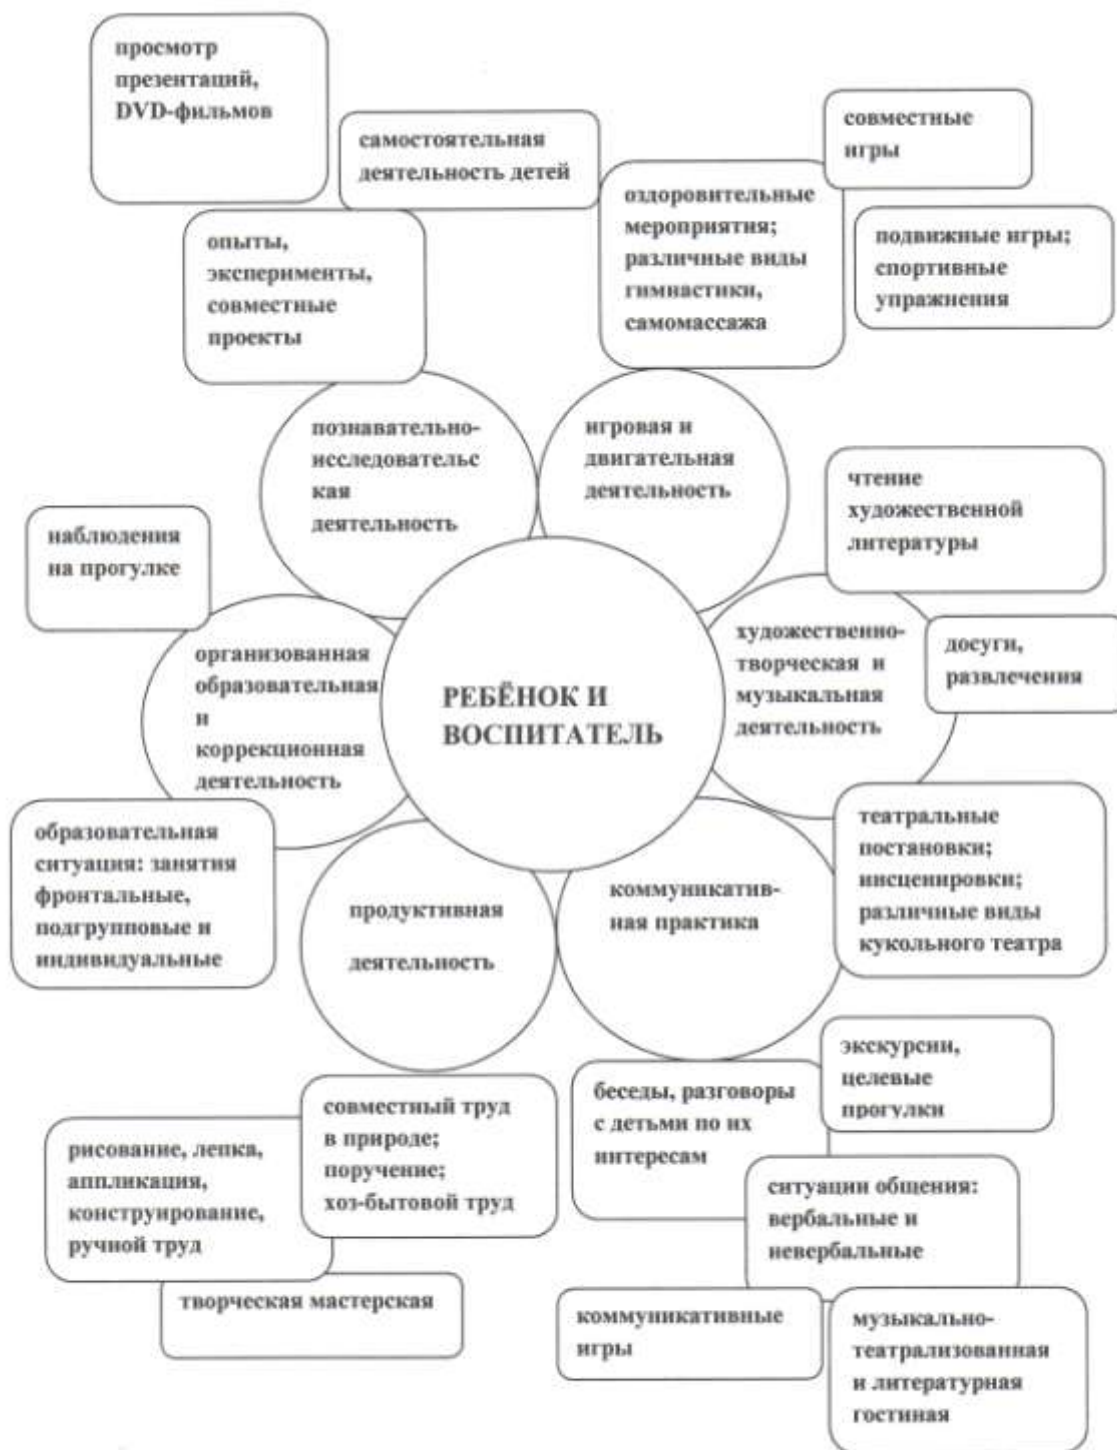 просмотр
презентаций,
DVD-фильмов
самостоятельная
деятельность детей
совместные
игры
опыты,
эксперименты,
совместные
проекты
оздоровительные
мероприятия;
различные виды
гимнастики,
самомассажа
подвижные игры;
спортивные
упражнения
познавательно-
исследовательс
кая
деятельность
игровая и
двигательная
деятельность
чтение
художественной
литературы
наблюдения
на прогулке
организованная
образовательная
и
коррекционная
деятельность
РЕБЁНОК И
ВОСПИТАТЕЛЬ
художественно-
творческая и
музыкальная
деятельность
досуги,
развлечения
образовательная
ситуация: занятия
фронтальные,
подгрупповые и
индивидуальные
продуктивная
деятельность
коммуникатив-
ная практика
театральные
постановки;
инсценировки;
различные виды
кукольного театра
экскурсии,
целевые
прогулки
совместный труд
в природе;
поручение;
хоз-бытовой труд
беседы, разговоры
с детьми по их
интересам
рисование, лепка,
аппликация,
конструирование,
ручной труд
ситуации общения:
вербальные и
невербальные
творческая мастерская
коммуникативные
игры
музыкально-
театрализованная
и литературная
гостиная